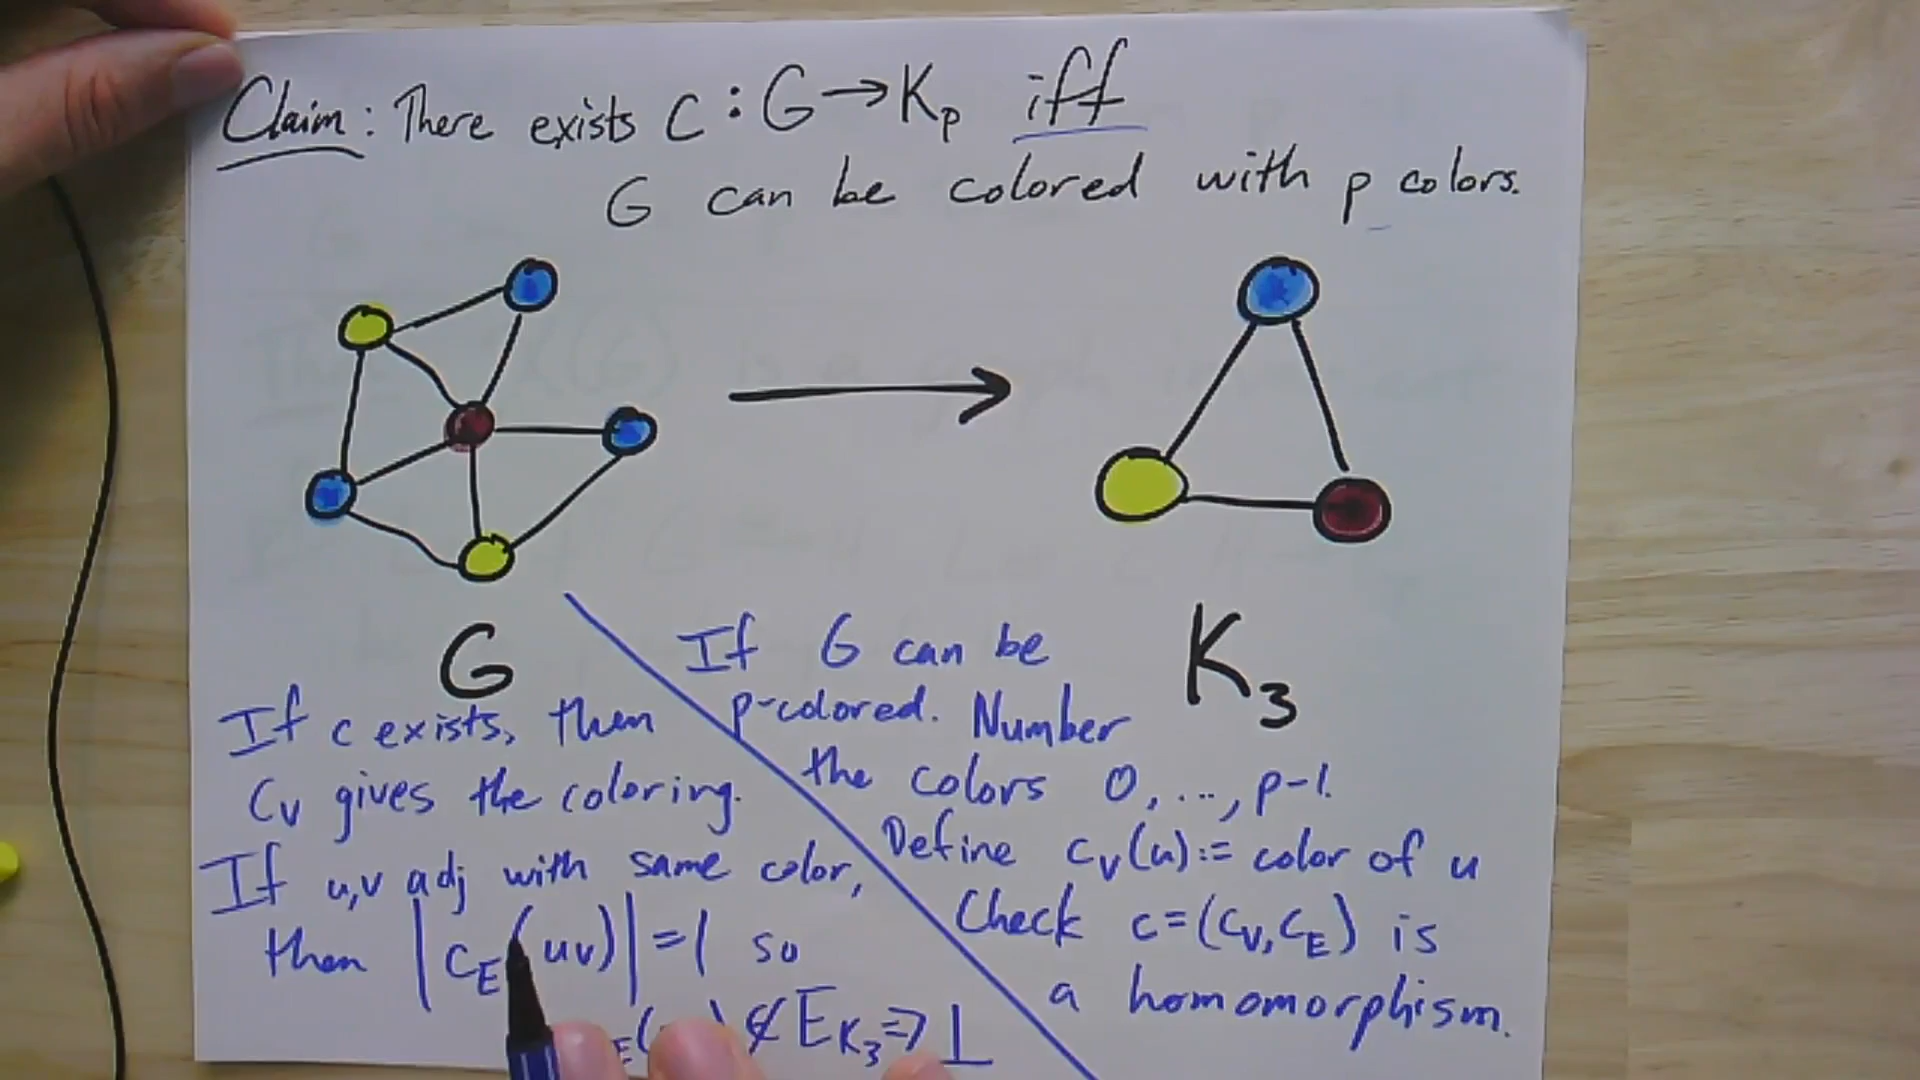 Claim: There exists C : G → Kp iff
G can be colored with p colors.
G
K3
If c exists, then
Cv gives the coloring.
If u,v adj with same color,
then |CE(uv)| = 1 so
E( ) ∉ EK3 ⇒ ⊥
If G can be
p-colored. Number
the colors 0, ..., p-1.
Define cv(u) := color of u
Check c = (cv, cE) is
a homomorphism.